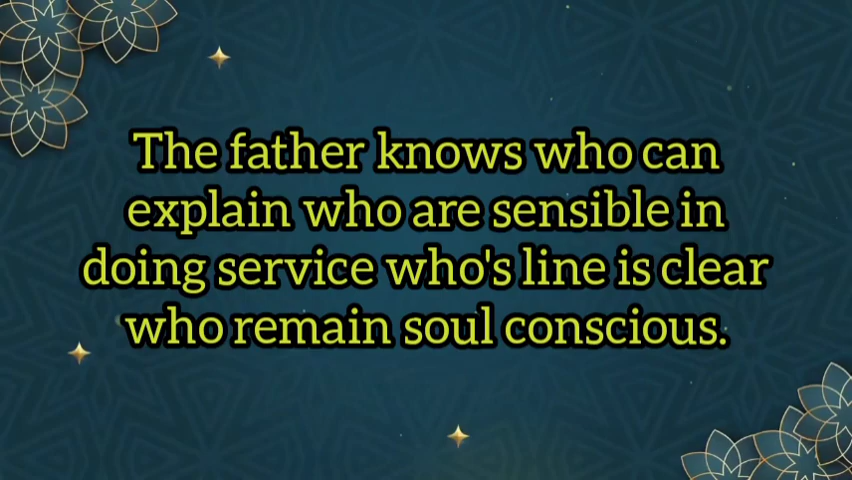 The father knows who can
explain who are sensible in
doing service who's line is clear
who remain soul conscious.